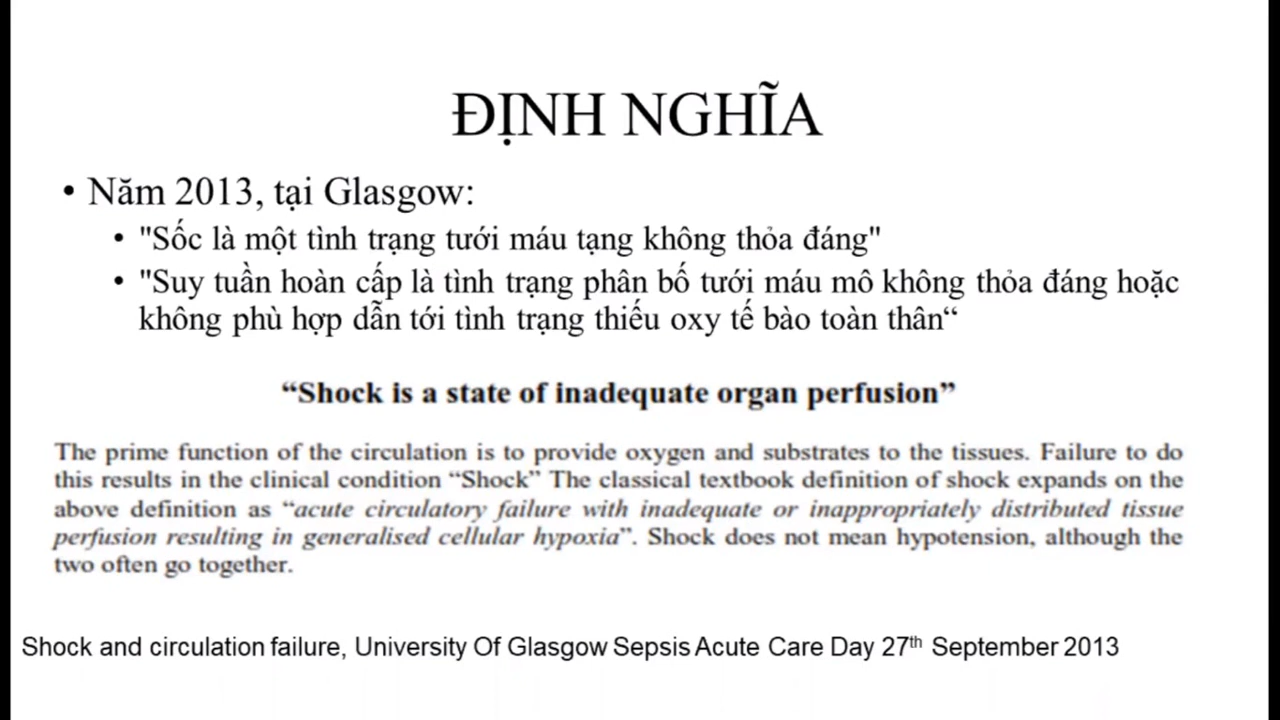 ĐỊNH NGHĨA
• Năm 2013, tại Glasgow:
• "Sốc là một tình trạng tưới máu tạng không thỏa đáng"
• "Suy tuần hoàn cấp là tình trạng phân bố tưới máu mô không thỏa đáng hoặc
không phù hợp dẫn tới tình trạng thiếu oxy tế bào toàn thân“
“Shock is a state of inadequate organ perfusion”
The prime function of the circulation is to provide oxygen and substrates to the tissues. Failure to do
this results in the clinical condition “Shock” The classical textbook definition of shock expands on the
above definition as “acute circulatory failure with inadequate or inappropriately distributed tissue
perfusion resulting in generalised cellular hypoxia”. Shock does not mean hypotension, although the
two often go together.
Shock and circulation failure, University Of Glasgow Sepsis Acute Care Day 27th September 2013